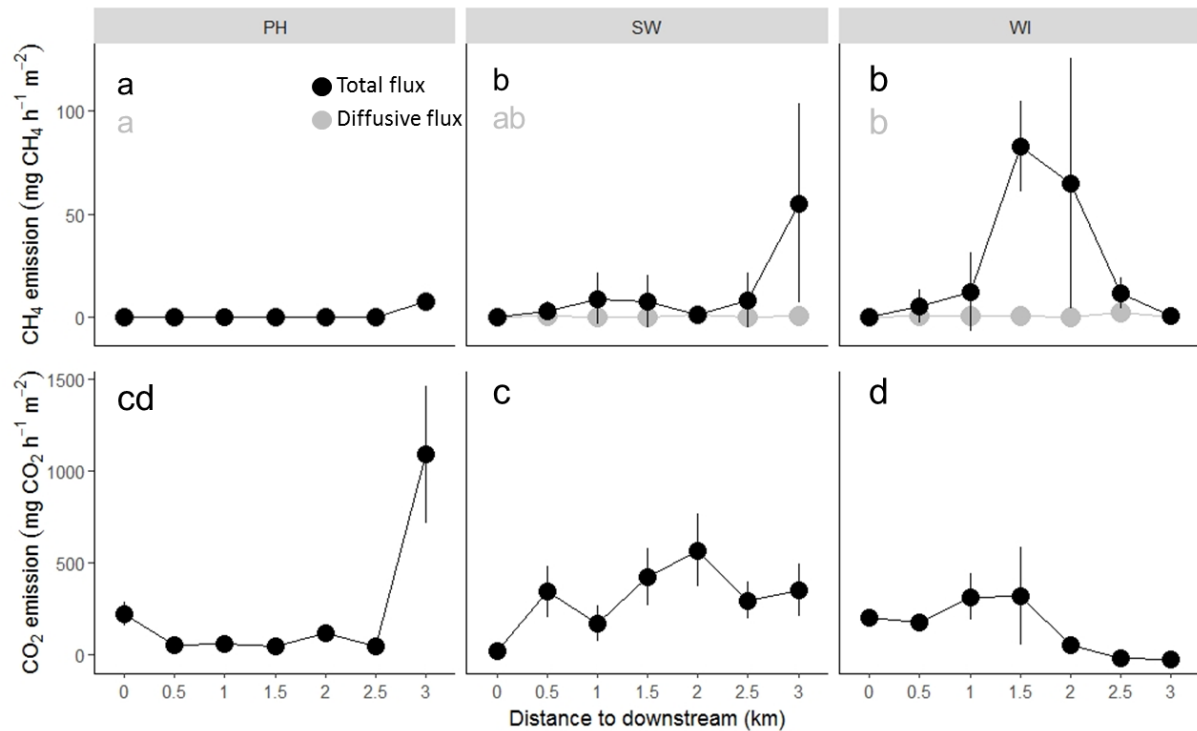 PH SW WI
a
a
Total flux
Diffusive flux
b
ab
b
b
CH₄ emission (mg CH₄ h⁻¹ m⁻²)
100
50
0
cd
c
d
CO₂ emission (mg CO₂ h⁻¹ m⁻²)
1500
1000
500
0
0 0.5 1 1.5 2 2.5 3 0 0.5 1 1.5 2 2.5 3 0 0.5 1 1.5 2 2.5 3
Distance to downstream (km)